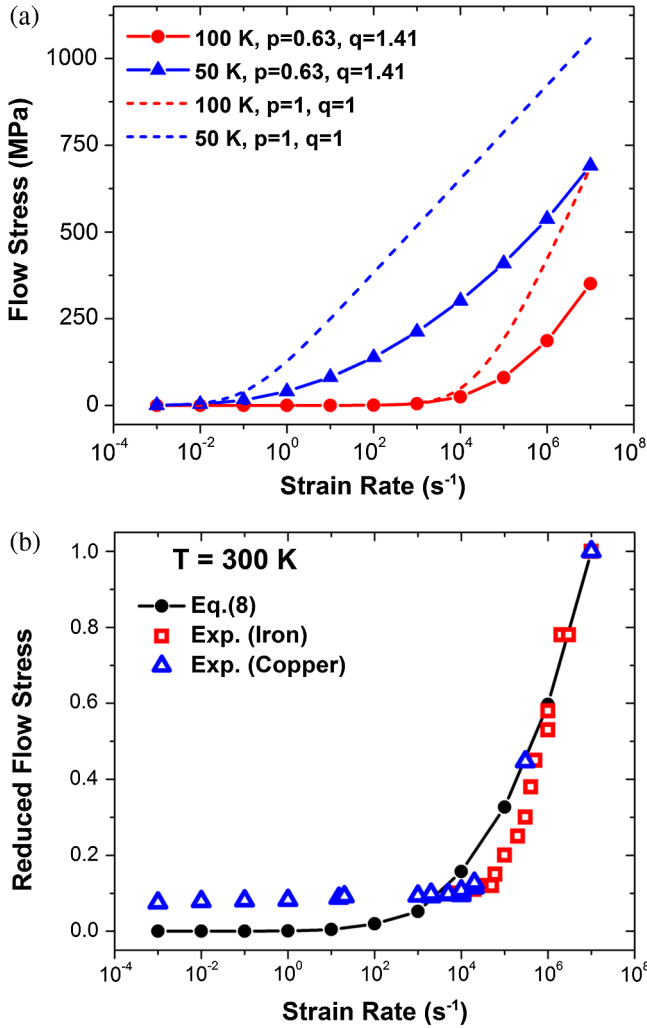 (a)
100 K, p=0.63, q=1.41
50 K, p=0.63, q=1.41
100 K, p=1, q=1
50 K, p=1, q=1
Flow Stress (MPa)
1000
750
500
250
0
10⁻⁴ 10⁻² 10⁰ 10² 10⁴ 10⁶ 10⁸
Strain Rate (s⁻¹)
(b)
T = 300 K
Eq.(8)
Exp. (Iron)
Exp. (Copper)
Reduced Flow Stress
1.0
0.8
0.6
0.4
0.2
0.0
10⁻⁴ 10⁻² 10⁰ 10² 10⁴ 10⁶ 10⁸
Strain Rate (s⁻¹)